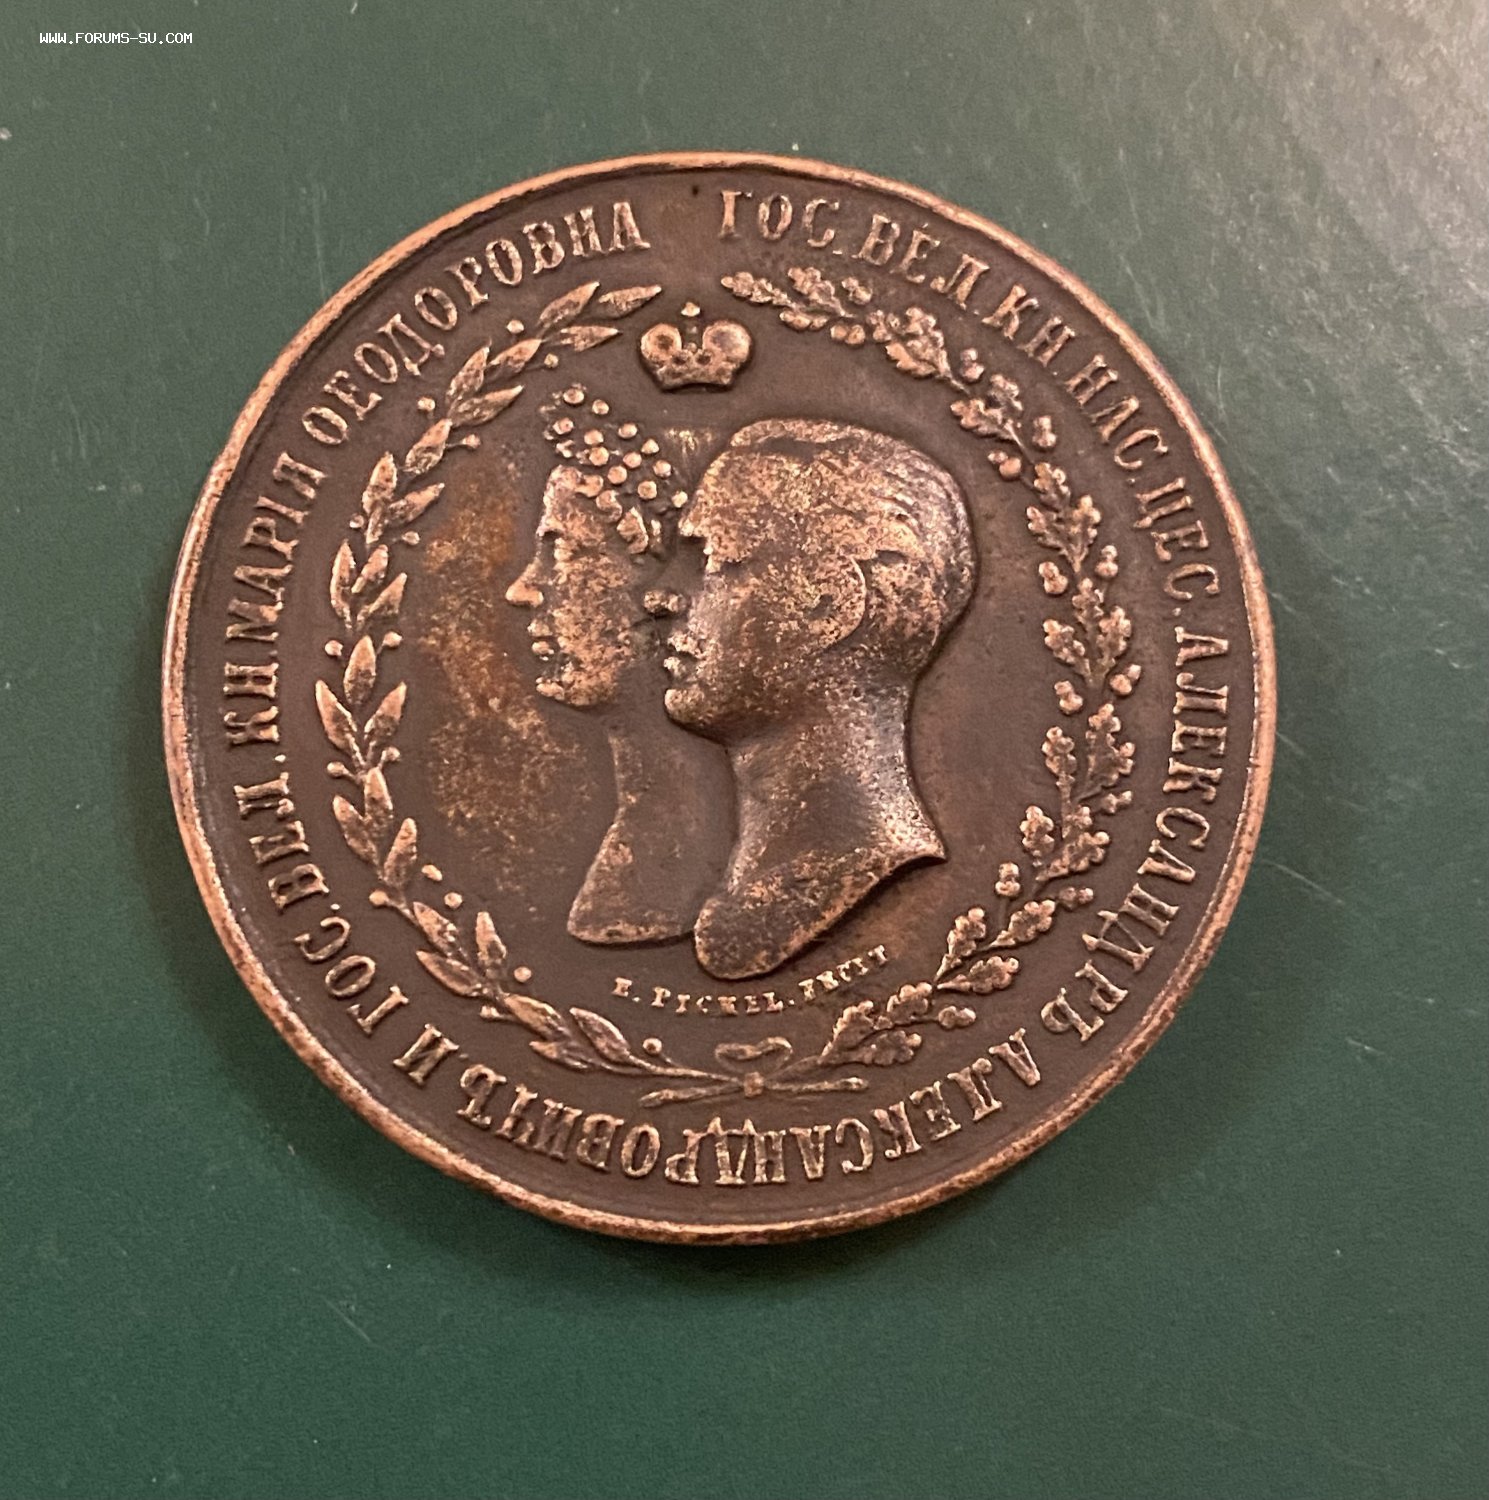 WWW.FORUMS-SU.COM
ГОС. ВЕЛ. КН. НАС. ЦЕС. АЛЕКСАНДРЪ АЛЕКСАНДРОВИЧЪ. И ГОС. ВЕЛ. КН. МАРІЯ ѲЕОДОРОВНА
E. PICKEL. FECIT